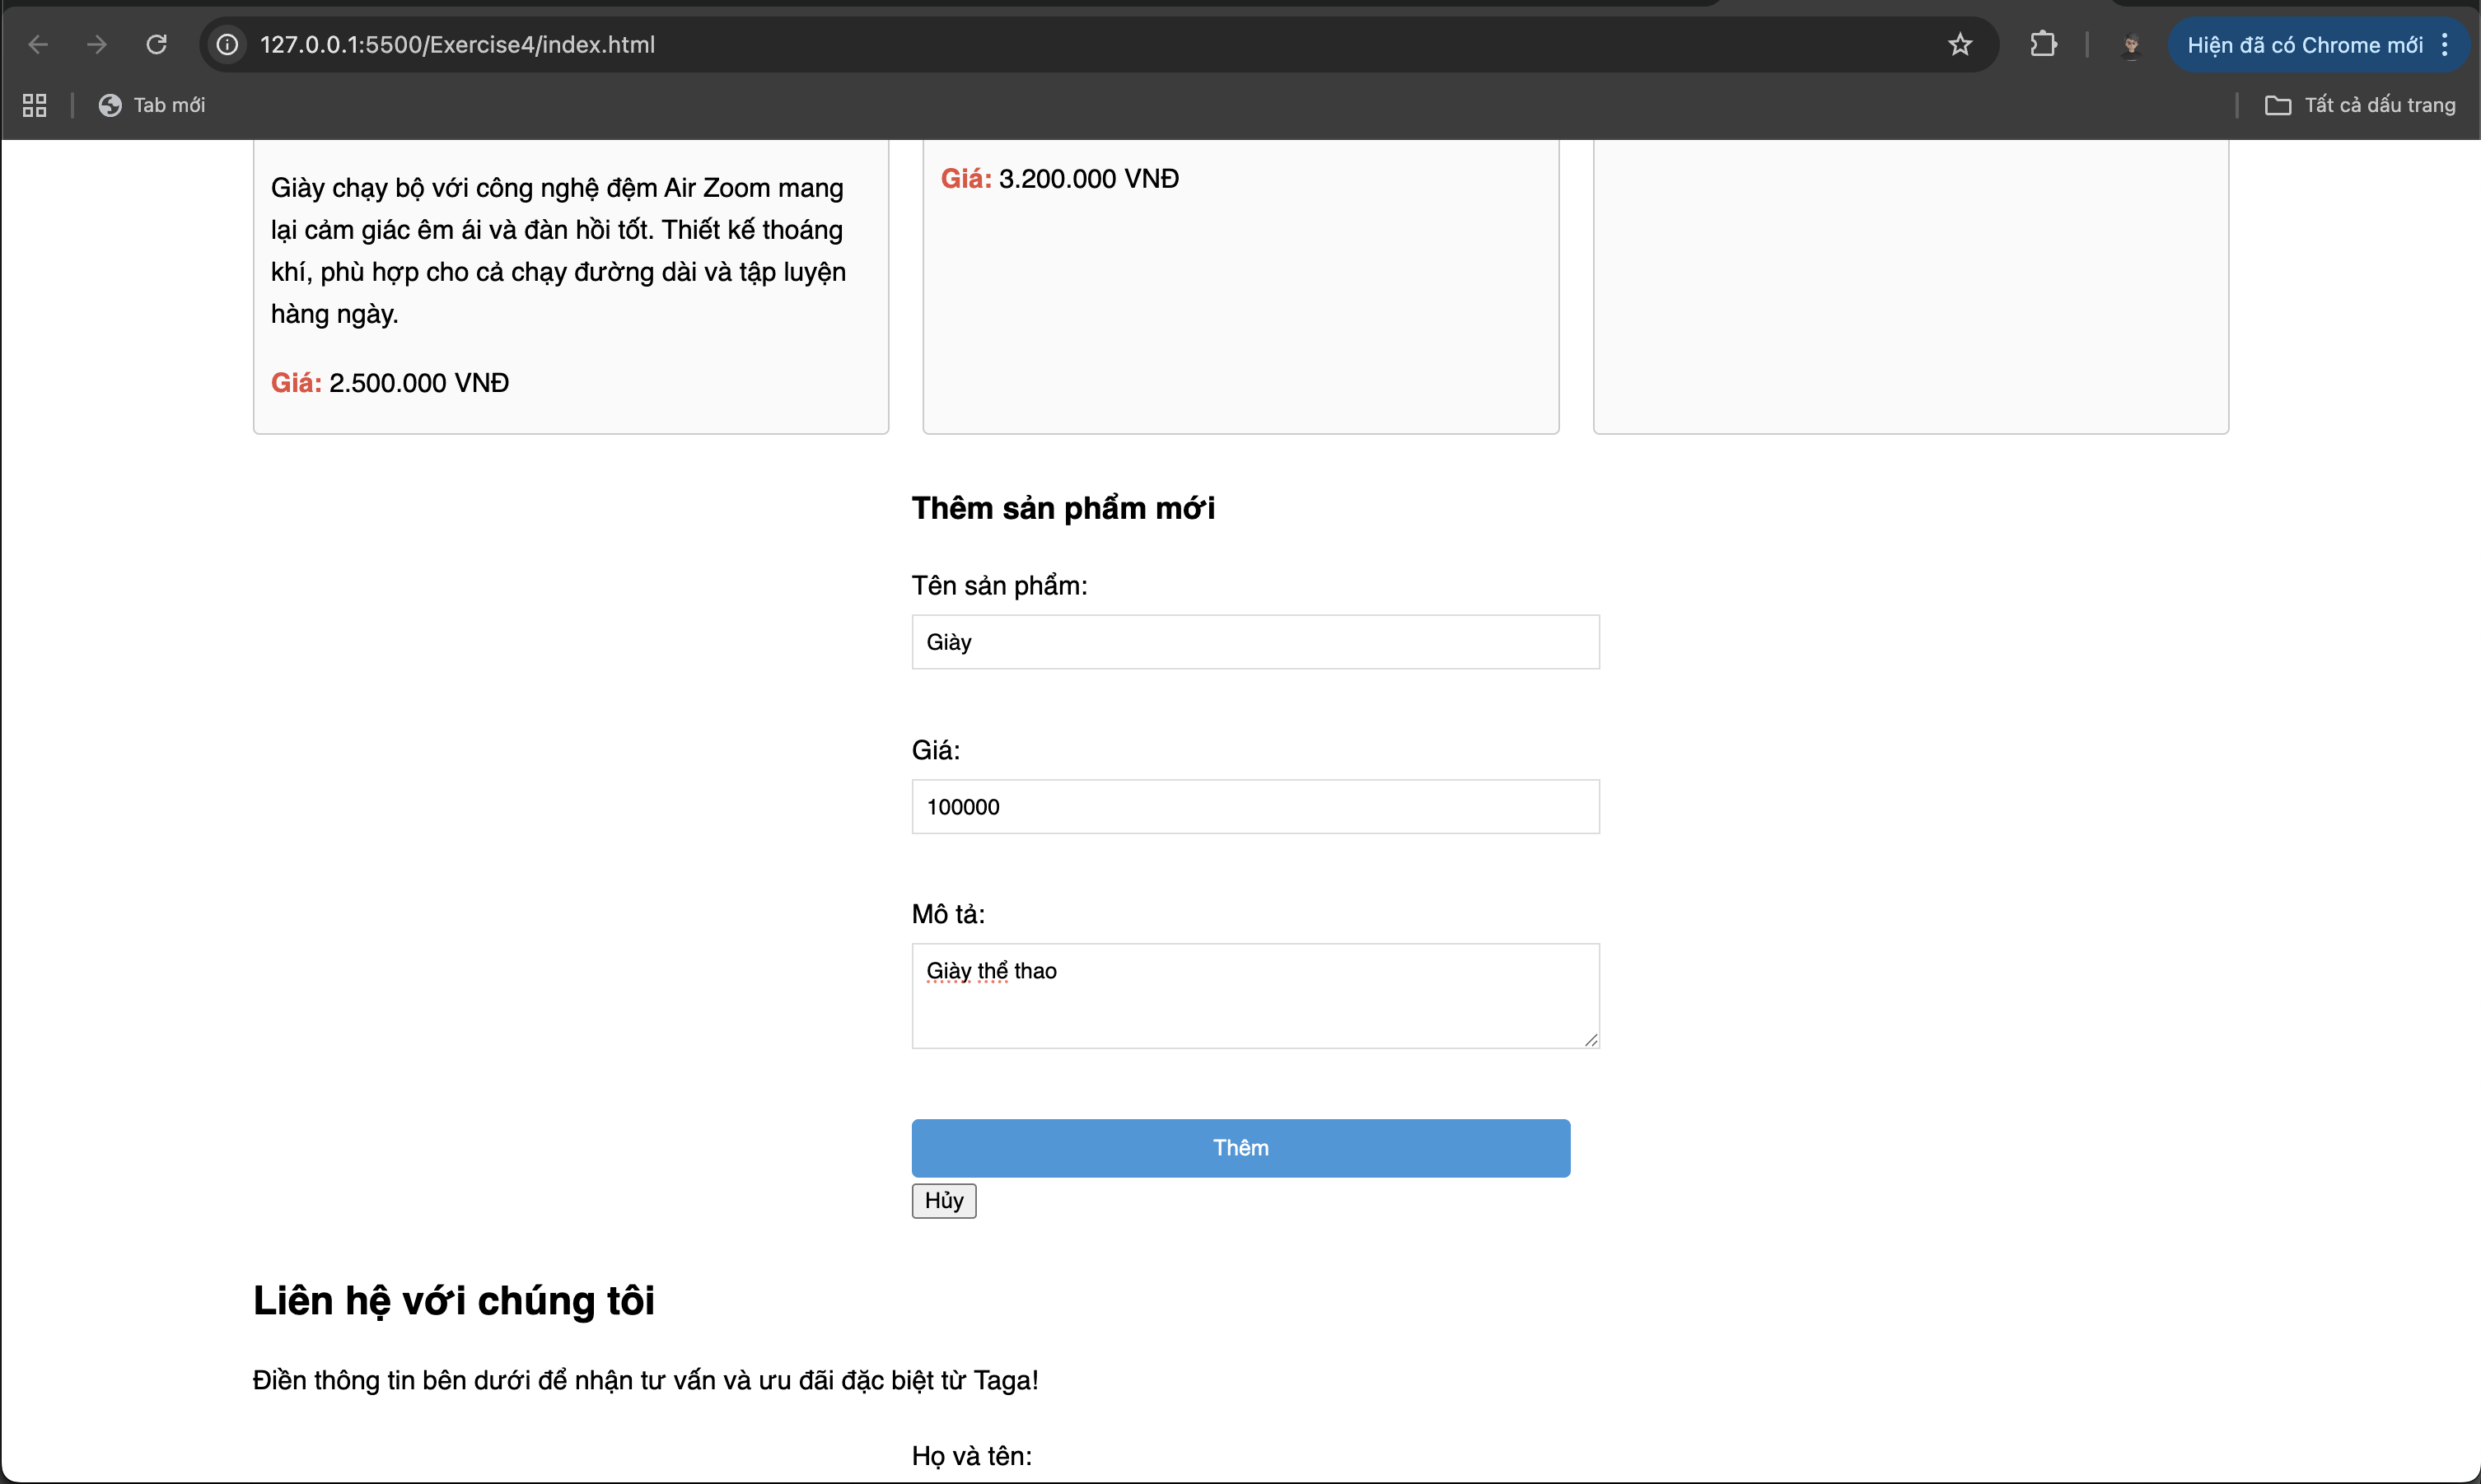 127.0.0.1:5500/Exercise4/index.html
Hiện đã có Chrome mới
Tab mới
Tất cả dấu trang
Giày chạy bộ với công nghệ đệm Air Zoom mang
lại cảm giác êm ái và đàn hồi tốt. Thiết kế thoáng
khí, phù hợp cho cả chạy đường dài và tập luyện
hàng ngày.
Giá: 2.500.000 VNĐ
Giá: 3.200.000 VNĐ
Thêm sản phẩm mới
Tên sản phẩm:
Giày
Giá:
100000
Mô tả:
Giày thể thao
Thêm
Hủy
Liên hệ với chúng tôi
Điền thông tin bên dưới để nhận tư vấn và ưu đãi đặc biệt từ Taga!
Họ và tên: